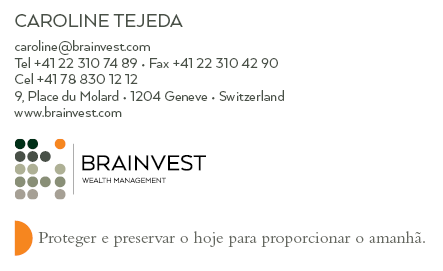 CAROLINE TEJEDA
caroline@brainvest.com
Tel +41 22 310 74 89 • Fax +41 22 310 42 90
Cel +41 78 830 12 12
9, Place du Molard • 1204 Geneve • Switzerland
www.brainvest.com
BRAINVEST
WEALTH MANAGEMENT
Proteger e preservar o hoje para proporcionar o amanhã.